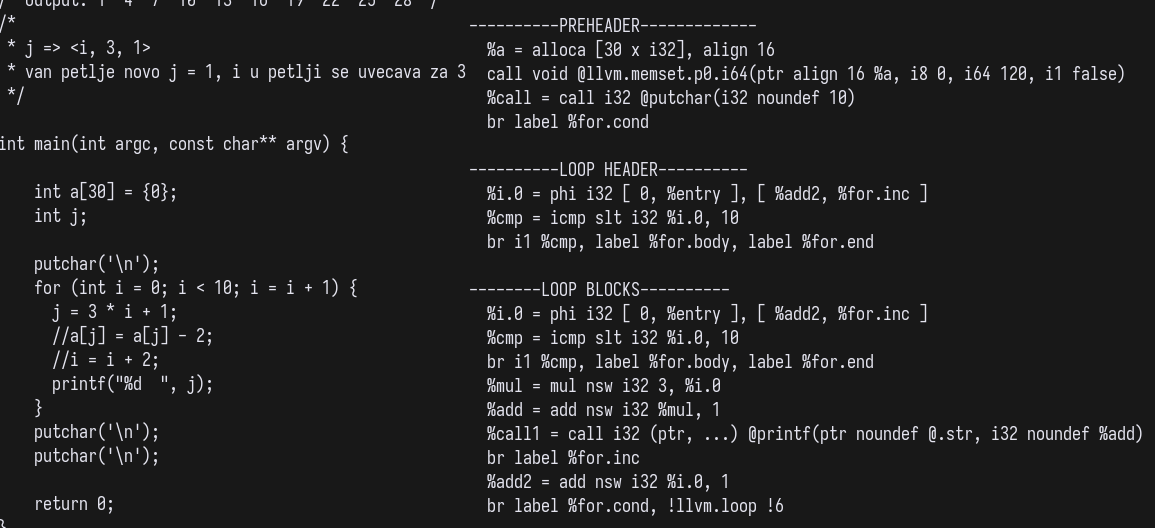 /* output: 1  4  7  10  13  16  19  22  25  28  */
/*
 * j => <i, 3, 1>
 * van petlje novo j = 1, i u petlji se uvecava za 3
 */
int main(int argc, const char** argv) {
    int a[30] = {0};
    int j;
    putchar('\n');
    for (int i = 0; i < 10; i = i + 1) {
      j = 3 * i + 1;
      //a[j] = a[j] - 2;
      //i = i + 2;
      printf("%d  ", j);
    }
    putchar('\n');
    putchar('\n');
    return 0;
}
----------PREHEADER-------------
  %a = alloca [30 x i32], align 16
  call void @llvm.memset.p0.i64(ptr align 16 %a, i8 0, i64 120, i1 false)
  %call = call i32 @putchar(i32 noundef 10)
  br label %for.cond
----------LOOP HEADER----------
  %i.0 = phi i32 [ 0, %entry ], [ %add2, %for.inc ]
  %cmp = icmp slt i32 %i.0, 10
  br i1 %cmp, label %for.body, label %for.end
--------LOOP BLOCKS----------
  %i.0 = phi i32 [ 0, %entry ], [ %add2, %for.inc ]
  %cmp = icmp slt i32 %i.0, 10
  br i1 %cmp, label %for.body, label %for.end
  %mul = mul nsw i32 3, %i.0
  %add = add nsw i32 %mul, 1
  %call1 = call i32 (ptr, ...) @printf(ptr noundef @.str, i32 noundef %add)
  br label %for.inc
  %add2 = add nsw i32 %i.0, 1
  br label %for.cond, !llvm.loop !6